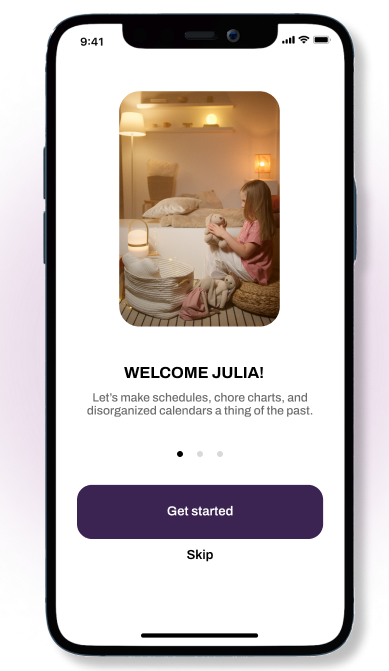 9:41
WELCOME JULIA!
Let's make schedules, chore charts, and
disorganized calendars a thing of the past.
Get started
Skip